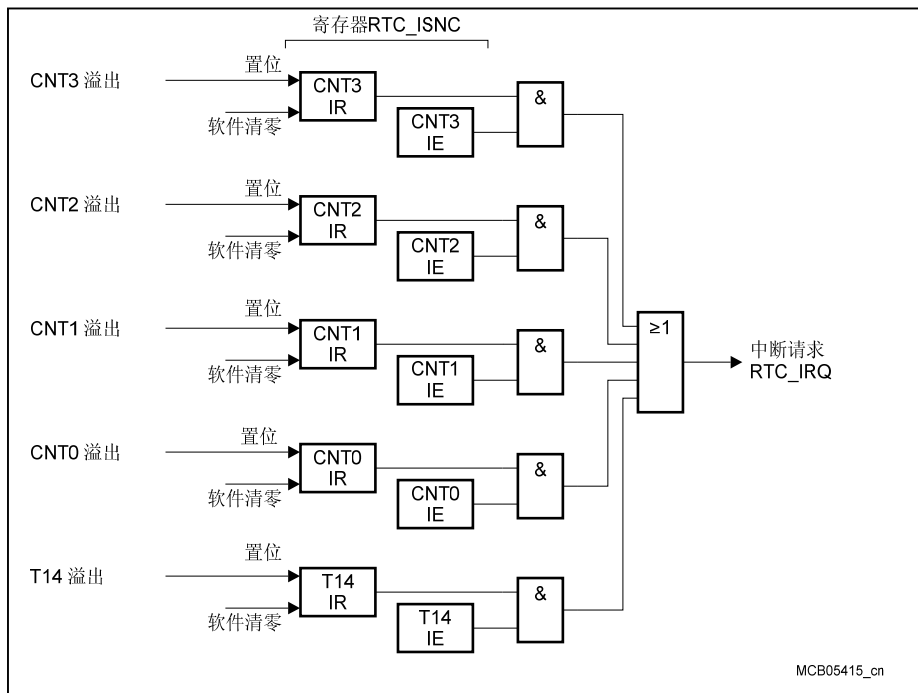 寄存器RTC_ISNC
CNT3 溢出
置位
软件清零
CNT3
IR
CNT3
IE
&
CNT2 溢出
置位
软件清零
CNT2
IR
CNT2
IE
&
CNT1 溢出
置位
软件清零
CNT1
IR
CNT1
IE
&
CNT0 溢出
置位
软件清零
CNT0
IR
CNT0
IE
&
T14 溢出
置位
软件清零
T14
IR
T14
IE
&
≥1
中断请求
RTC_IRQ
MCB05415_cn